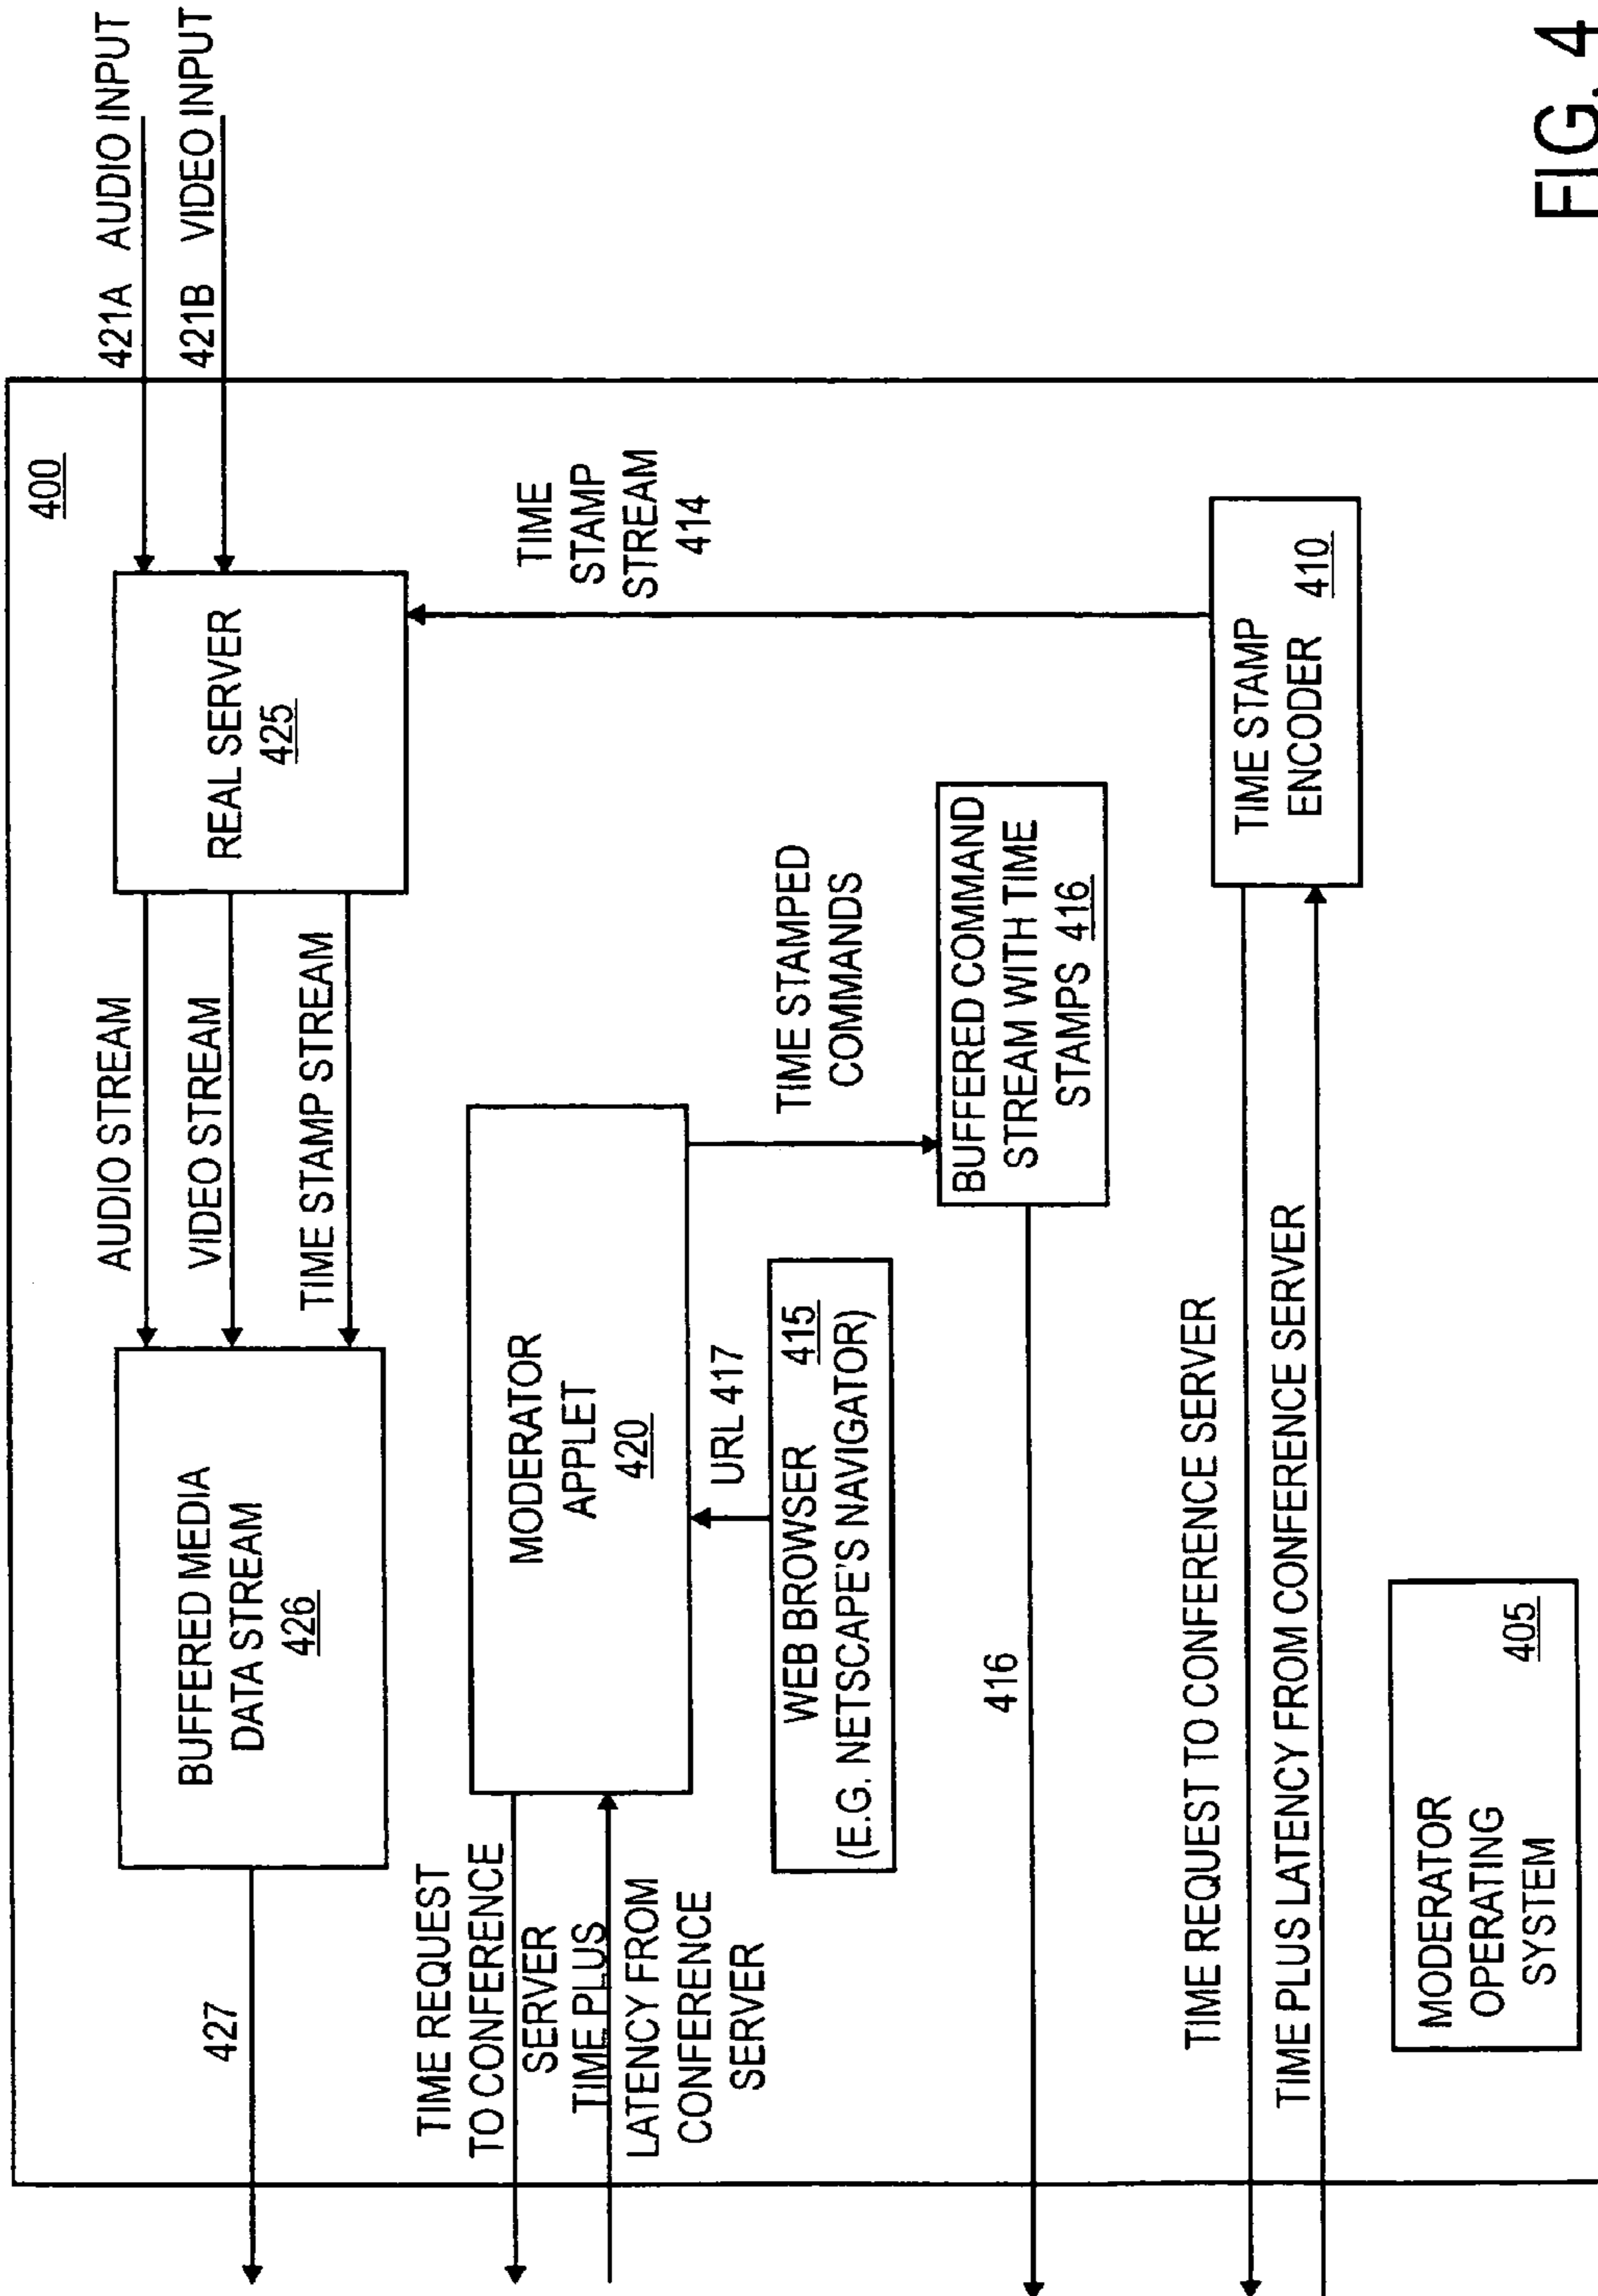 400
421A AUDIO INPUT
421B VIDEO INPUT
REAL SERVER
425
AUDIO STREAM
VIDEO STREAM
TIME STAMP STREAM
BUFFERED MEDIA
DATA STREAM
426
427
TIME
STAMP
STREAM
414
MODERATOR
APPLET
420
TIME REQUEST
TO CONFERENCE
SERVER
TIME PLUS
LATENCY FROM
CONFERENCE
SERVER
URL 417
WEB BROWSER 415
(E.G. NETSCAPE'S NAVIGATOR)
TIME STAMPED
COMMANDS
BUFFERED COMMAND
STREAM WITH TIME
STAMPS 416
416
TIME STAMP
ENCODER 410
TIME REQUEST TO CONFERENCE SERVER
TIME PLUS LATENCY FROM CONFERENCE SERVER
MODERATOR
OPERATING
SYSTEM
405
FIG. 4